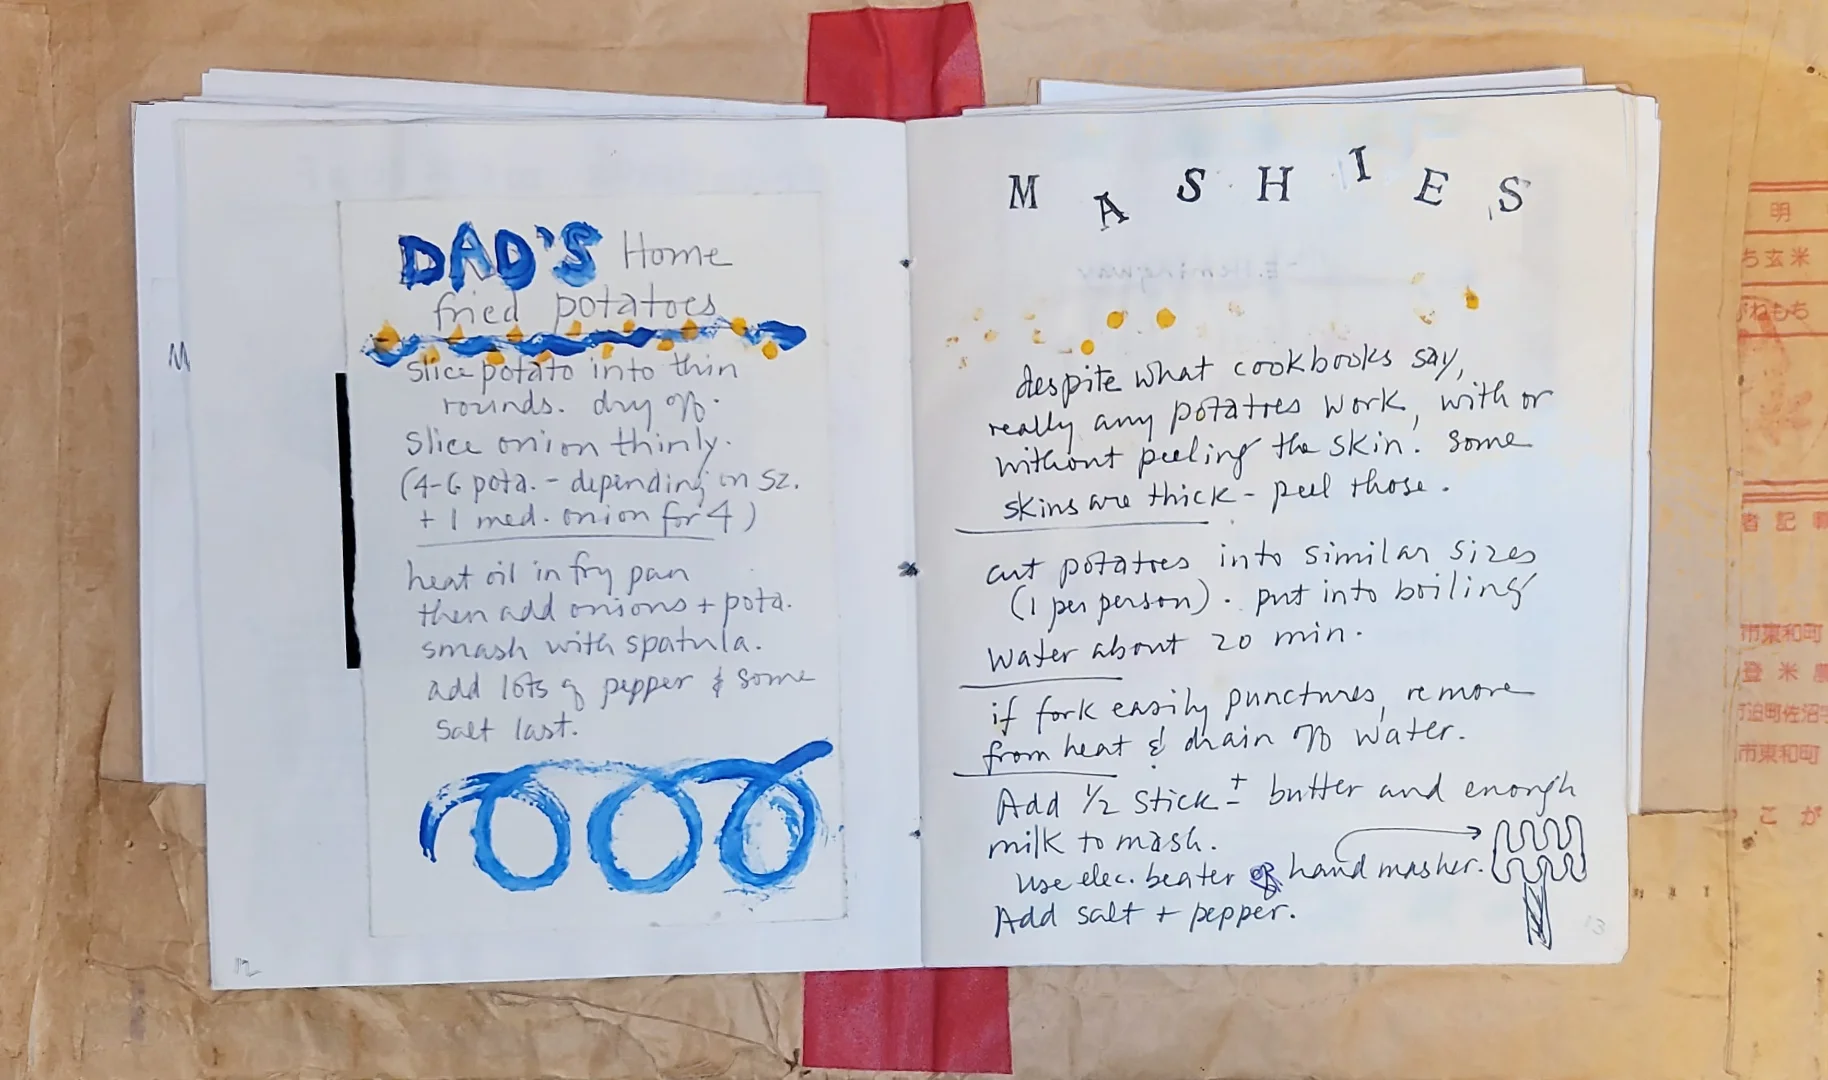 DAD'S Home
fried potatoes
slice potato into thin
rounds. dry off.
slice onion thinly.
(4-6 pota. - depending on sz.
+ 1 med. onion for 4)
heat oil in fry pan
then add onions + pota.
smash with spatula.
add lots of pepper & some
salt last.
12
M
MASHIES
despite what cookbooks say,
really any potatoes work, with or
without peeling the skin. some
skins are thick - peel those.
cut potatoes into similar sizes
(1 per person). put into boiling
water about 20 min.
if fork easily punctures, remove
from heat & drain off water.
Add 1/2 stick ± butter and enough
milk to mash.
use elec. beater or hand masher.
Add salt + pepper.
13
明
ち玄米
がねもち
者記
市東和町
登米農
迫町佐沼字
市東和町
こが